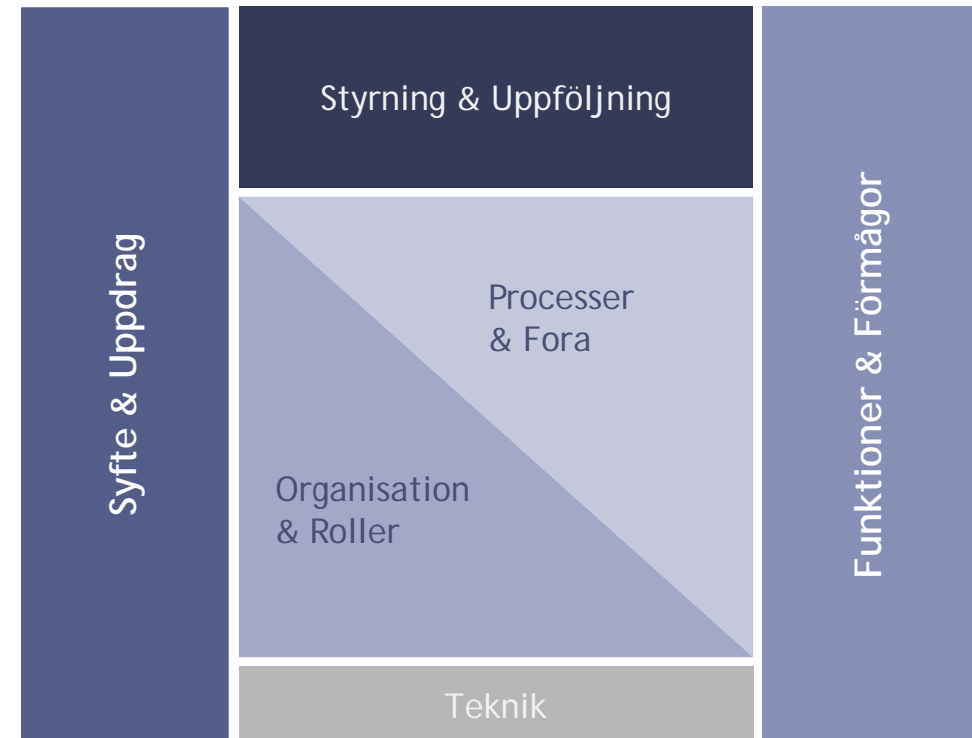 Syfte & Uppdrag
Styrning & Uppföljning
Processer
& Fora
Organisation
& Roller
Teknik
Funktioner & Förmågor